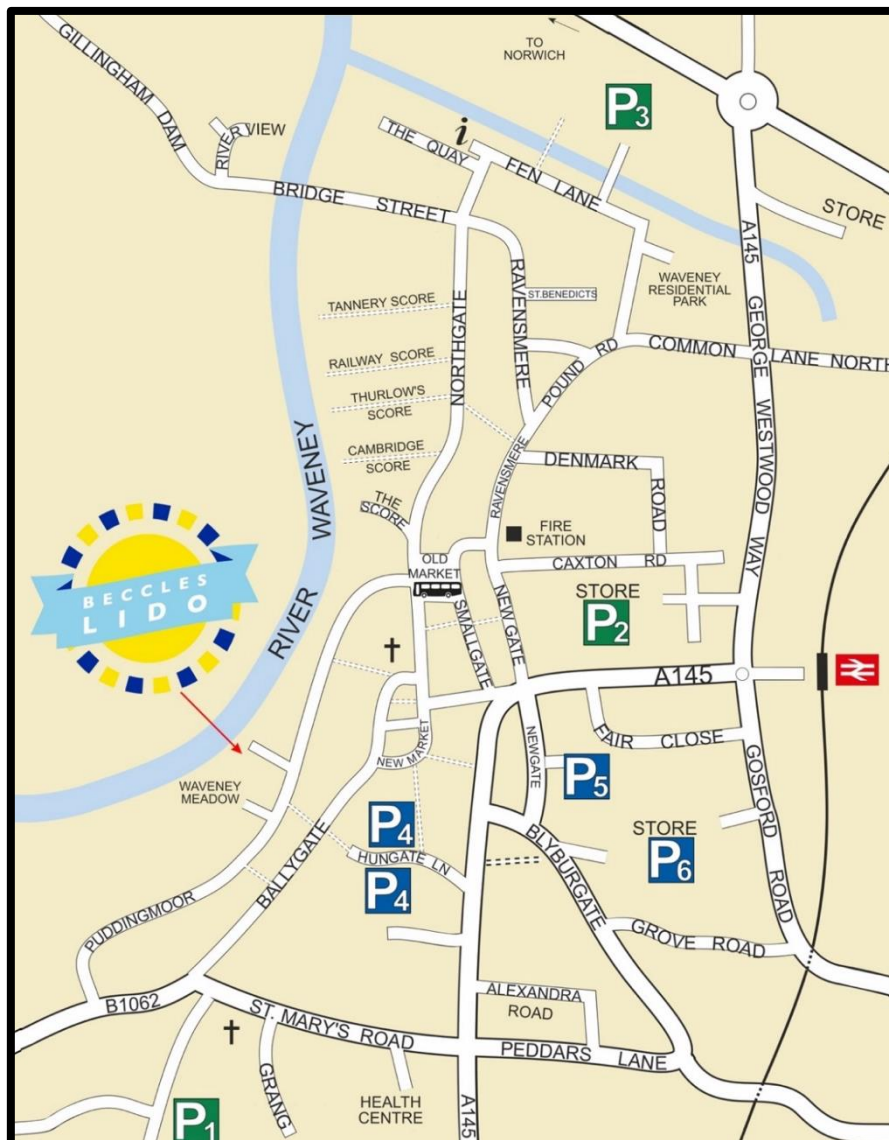 GILLINGHAM DAM
TO
NORWICH
RIVER VIEW
THE QUAY
i
P3
FEN LANE
BRIDGE STREET
STORE
A145 GEORGE WESTWOOD WAY
WAVENEY
RESIDENTIAL
PARK
RAVENSMERE
ST.BENEDICTS
TANNERY SCORE
NORTHGATE
RAILWAY SCORE
POUND RD
COMMON LANE NORTH
THURLOW'S
SCORE
CAMBRIDGE
SCORE
RAVENSMERE
DENMARK
ROAD
RIVER WAVENEY
THE
SCORE
FIRE
STATION
OLD
MARKET
CAXTON RD
BECCLES
LIDO
SMALLGATE
NEW GATE
STORE
P2
A145
FAIR CLOSE
NEW MARKET
NEWGATE
GOSFORD ROAD
WAVENEY
MEADOW
P5
P4
STORE
P6
HUNGATE LN
P4
BALLYGATE
BLYBURGATE
PUDDINGMOOR
GROVE ROAD
B1062
ALEXANDRA
ROAD
ST. MARY'S ROAD
PEDDARS LANE
GRANG
HEALTH
CENTRE
A145
P1